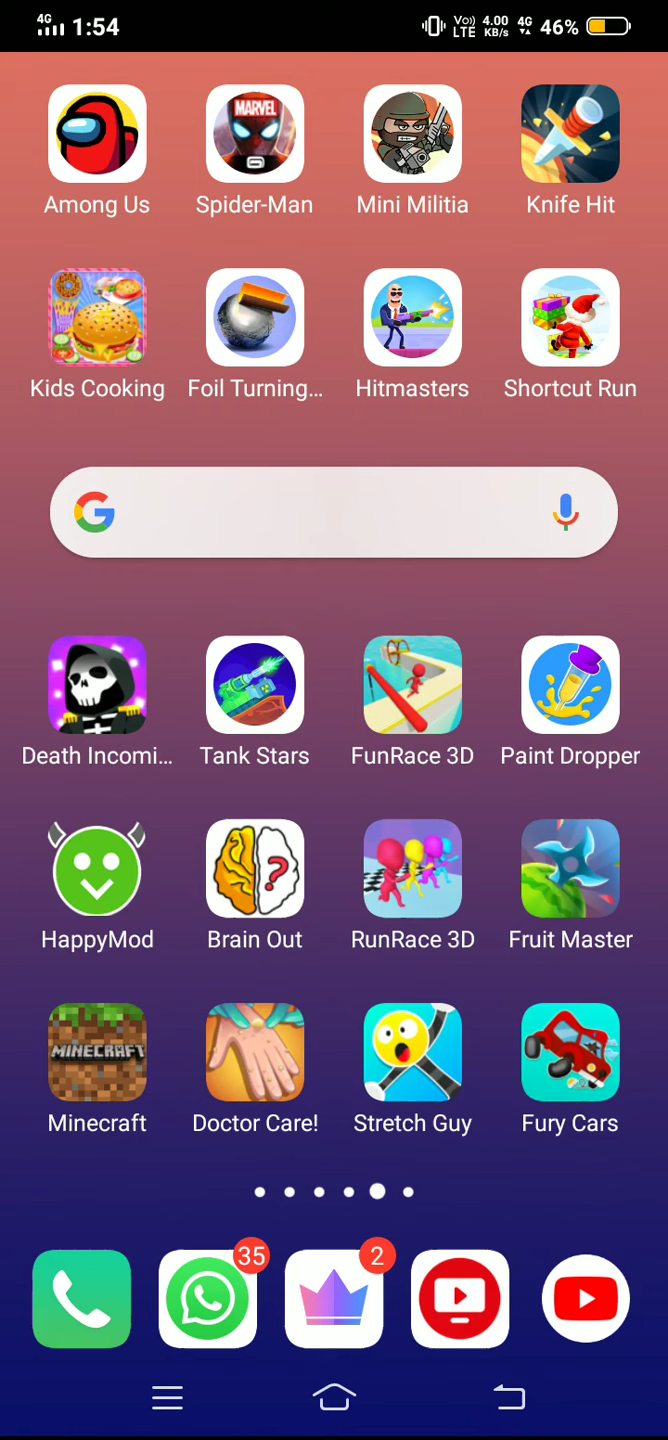 4G 1:54 Vo)) LTE 4.00 KB/s 4G 46%
MARVEL
Among Us Spider-Man Mini Militia Knife Hit
Kids Cooking Foil Turning... Hitmasters Shortcut Run
G
Death Incomi... Tank Stars FunRace 3D Paint Dropper
?
HappyMod Brain Out RunRace 3D Fruit Master
MINECRAFT
Minecraft Doctor Care! Stretch Guy Fury Cars
35 2